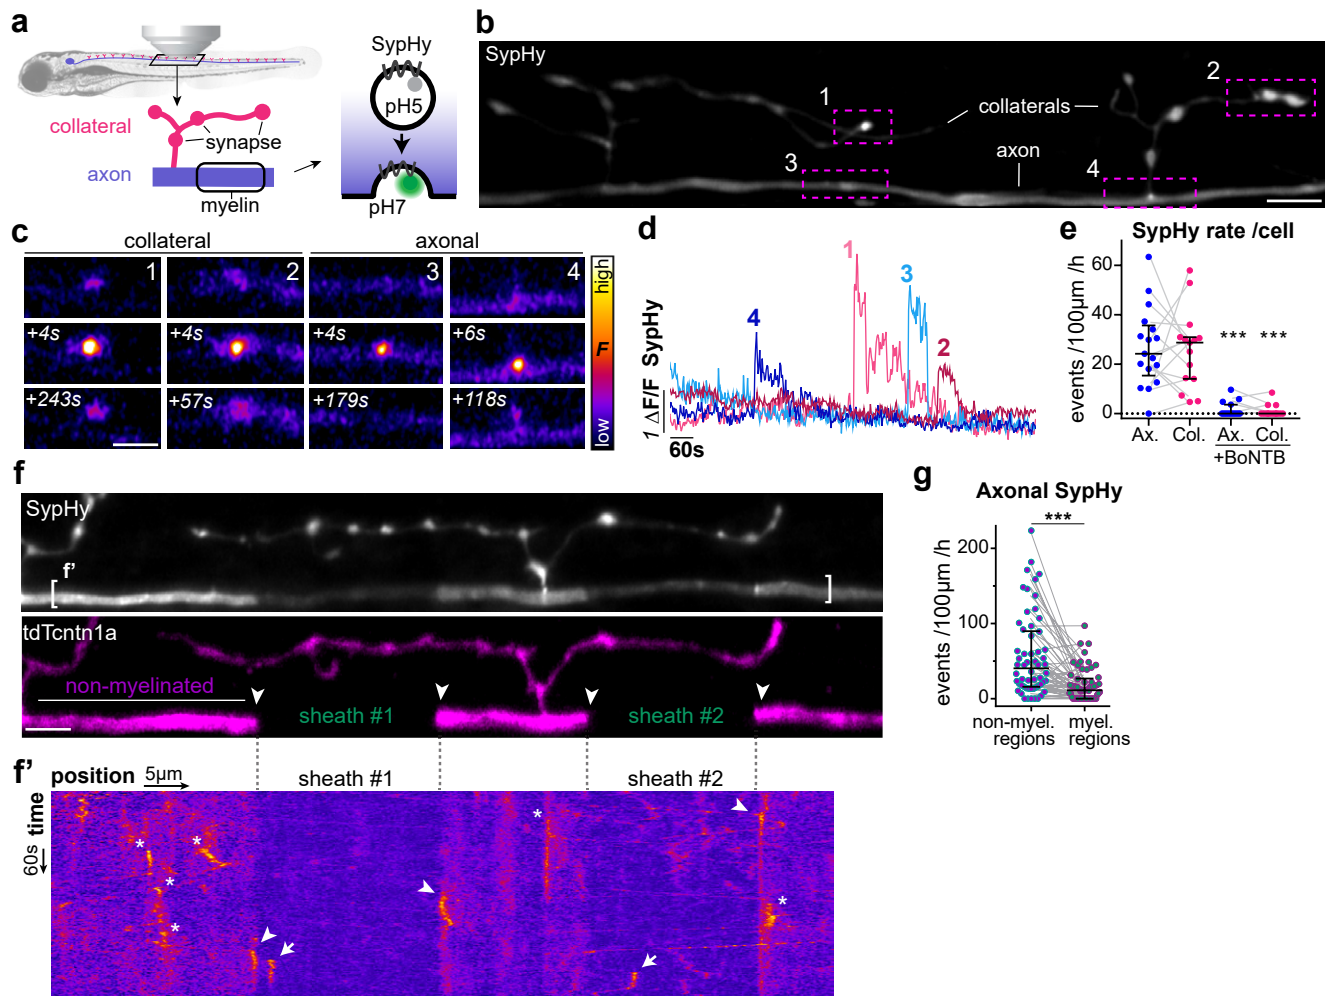 a
SypHy
pH5
pH7
collateral
synapse
axon
myelin
b
SypHy
1
2
collaterals
3
axon
4
c
collateral
axonal
1
2
3
4
+4s
+4s
+4s
+6s
+243s
+57s
+179s
+118s
high
F
low
d
1
3
4
2
1 ΔF/F SypHy
60s
e
SypHy rate /cell
events /100µm /h
60
40
20
0
***
***
Ax.
Col.
Ax.
Col.
+BoNTB
f
SypHy
f'
[
]
tdTcntn1a
non-myelinated
sheath #1
sheath #2
g
Axonal SypHy
***
events /100µm /h
200
100
0
non-myel.
regions
myel.
regions
f'
position
5µm
sheath #1
sheath #2
60s
time
*
*
*
*
*
*